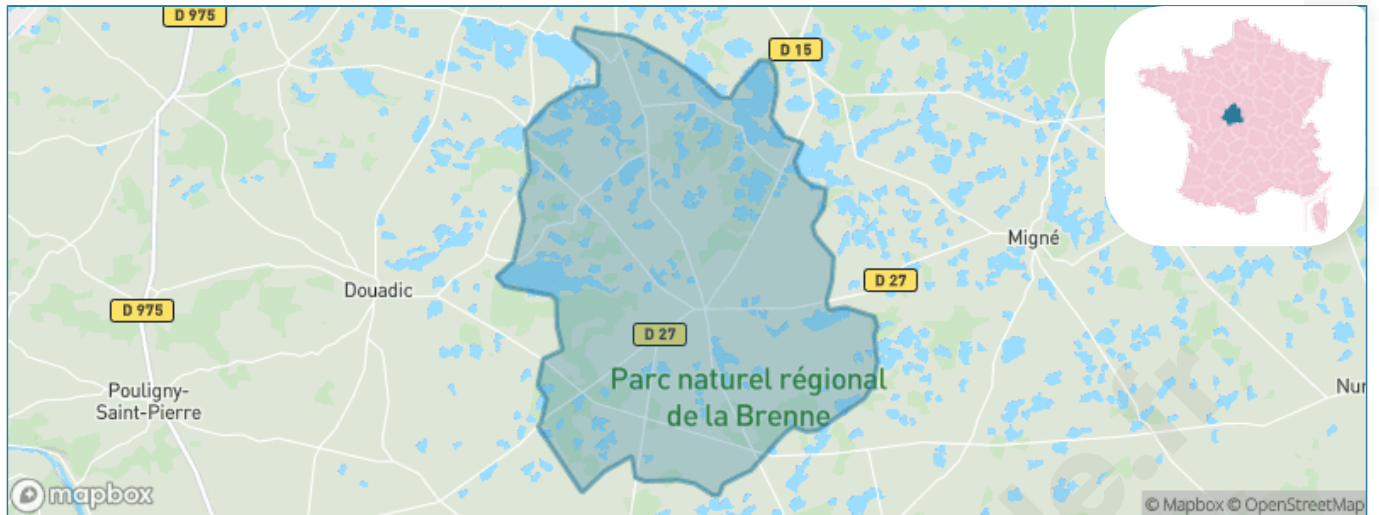 D 975
D 15
Migné
D 27
Douadic
D 975
D 27
Parc naturel régional
de la Brenne
Pouligny-
Saint-Pierre
Nur
mapbox
© Mapbox © OpenStreetMap